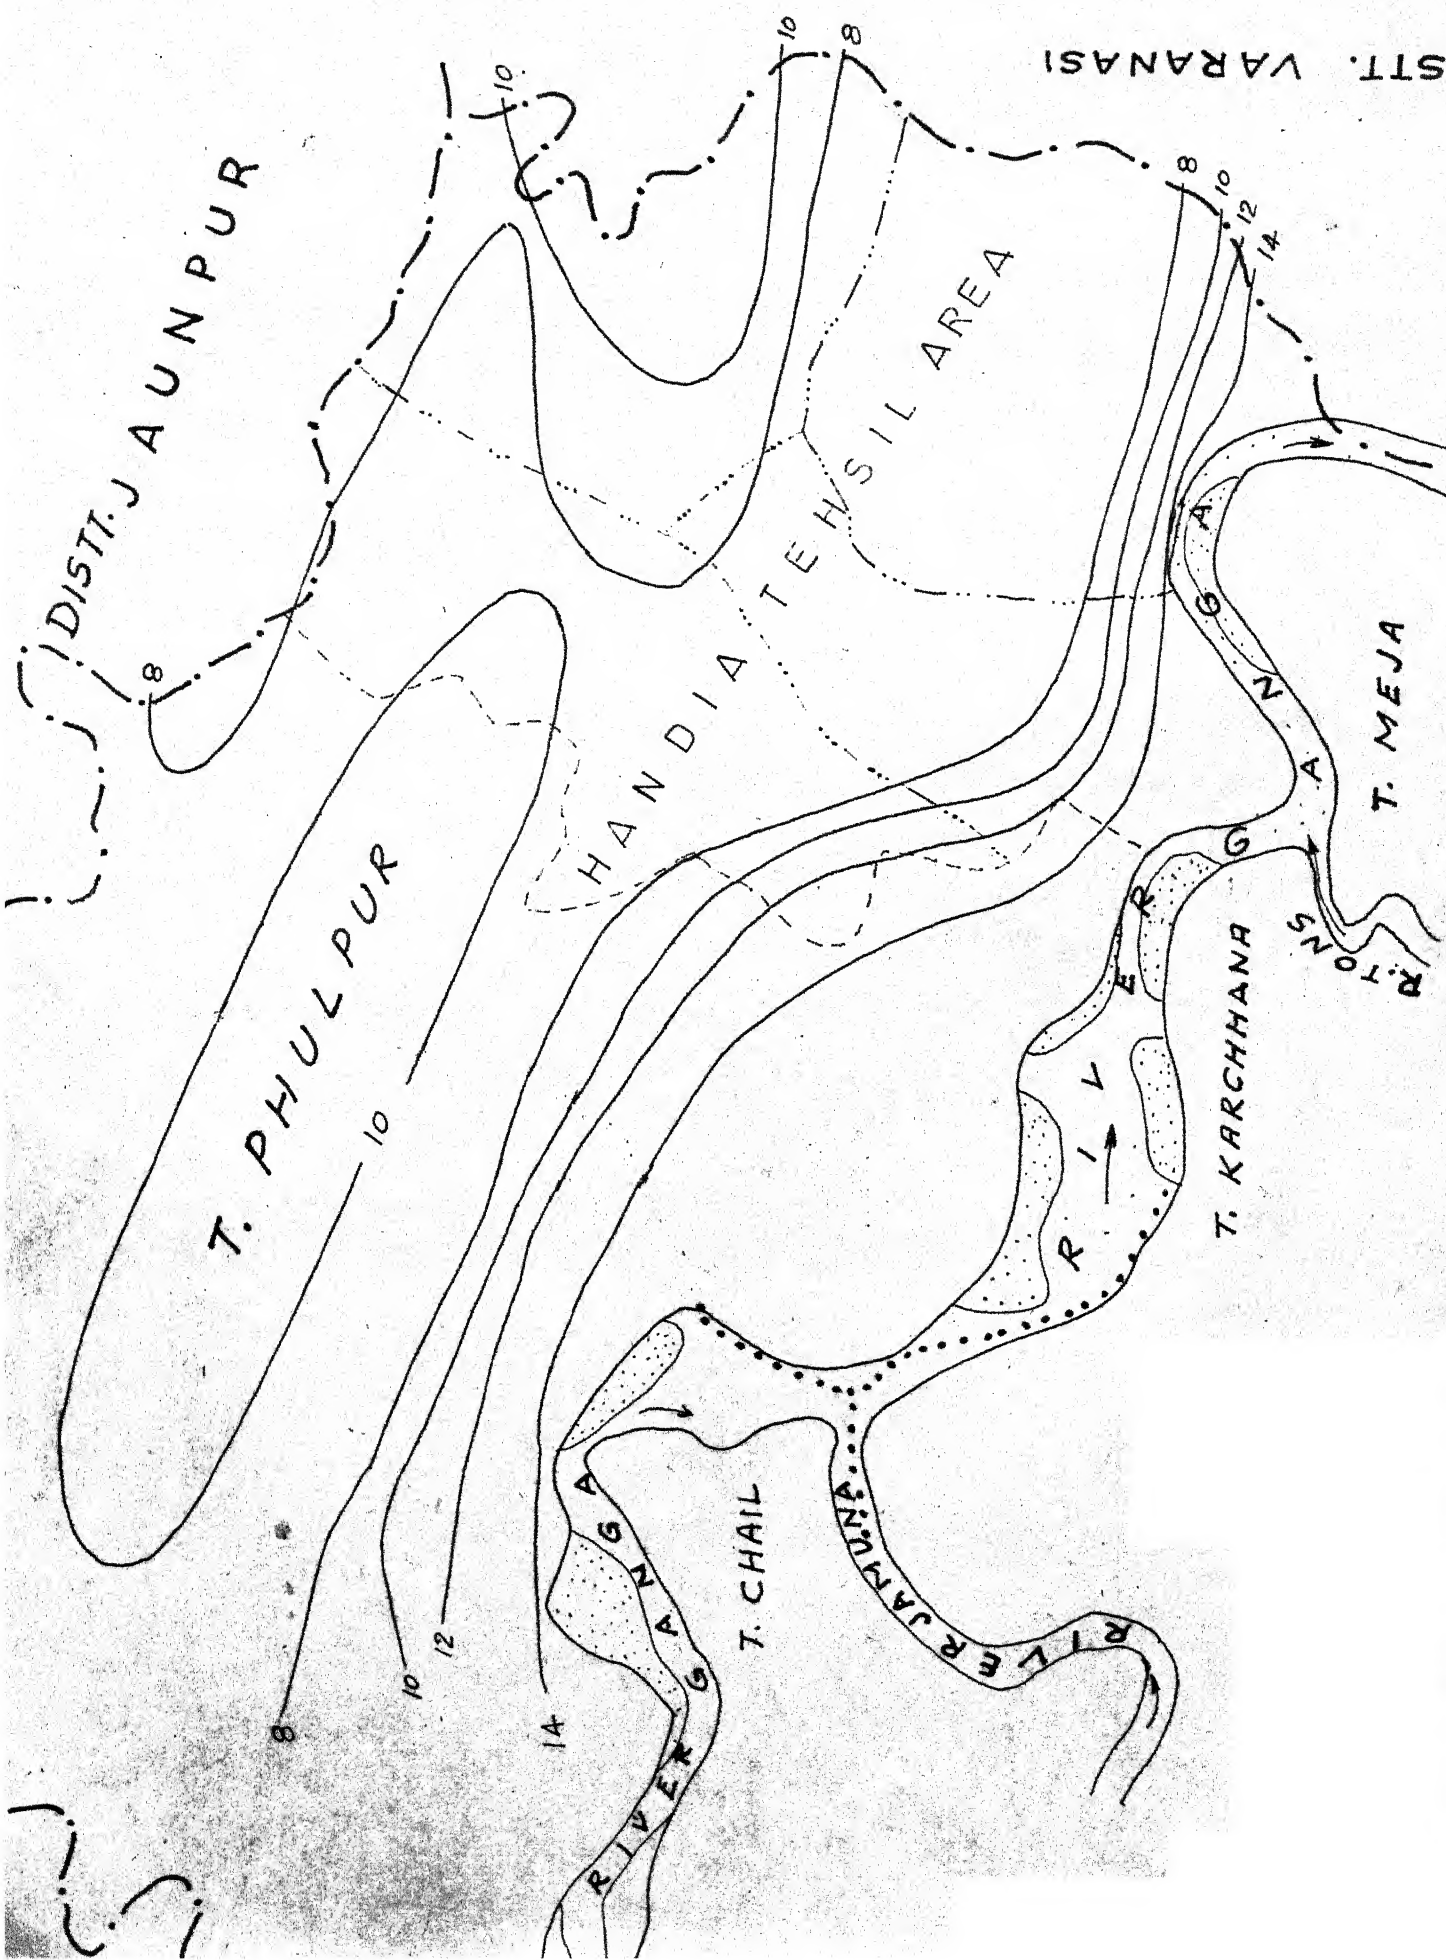 DISTT. JAUNPUR
STT. VARANASI
T. PHULPUR
HANDIA TEHSIL AREA
T. CHAIL
T. KARCHHANA
T. MEJA
RIVER GANGA
RIVER JAMUNA
RIVER GANGA
R. TONS
8
10
10
8
8
10
12
14
10
8
10
12
14